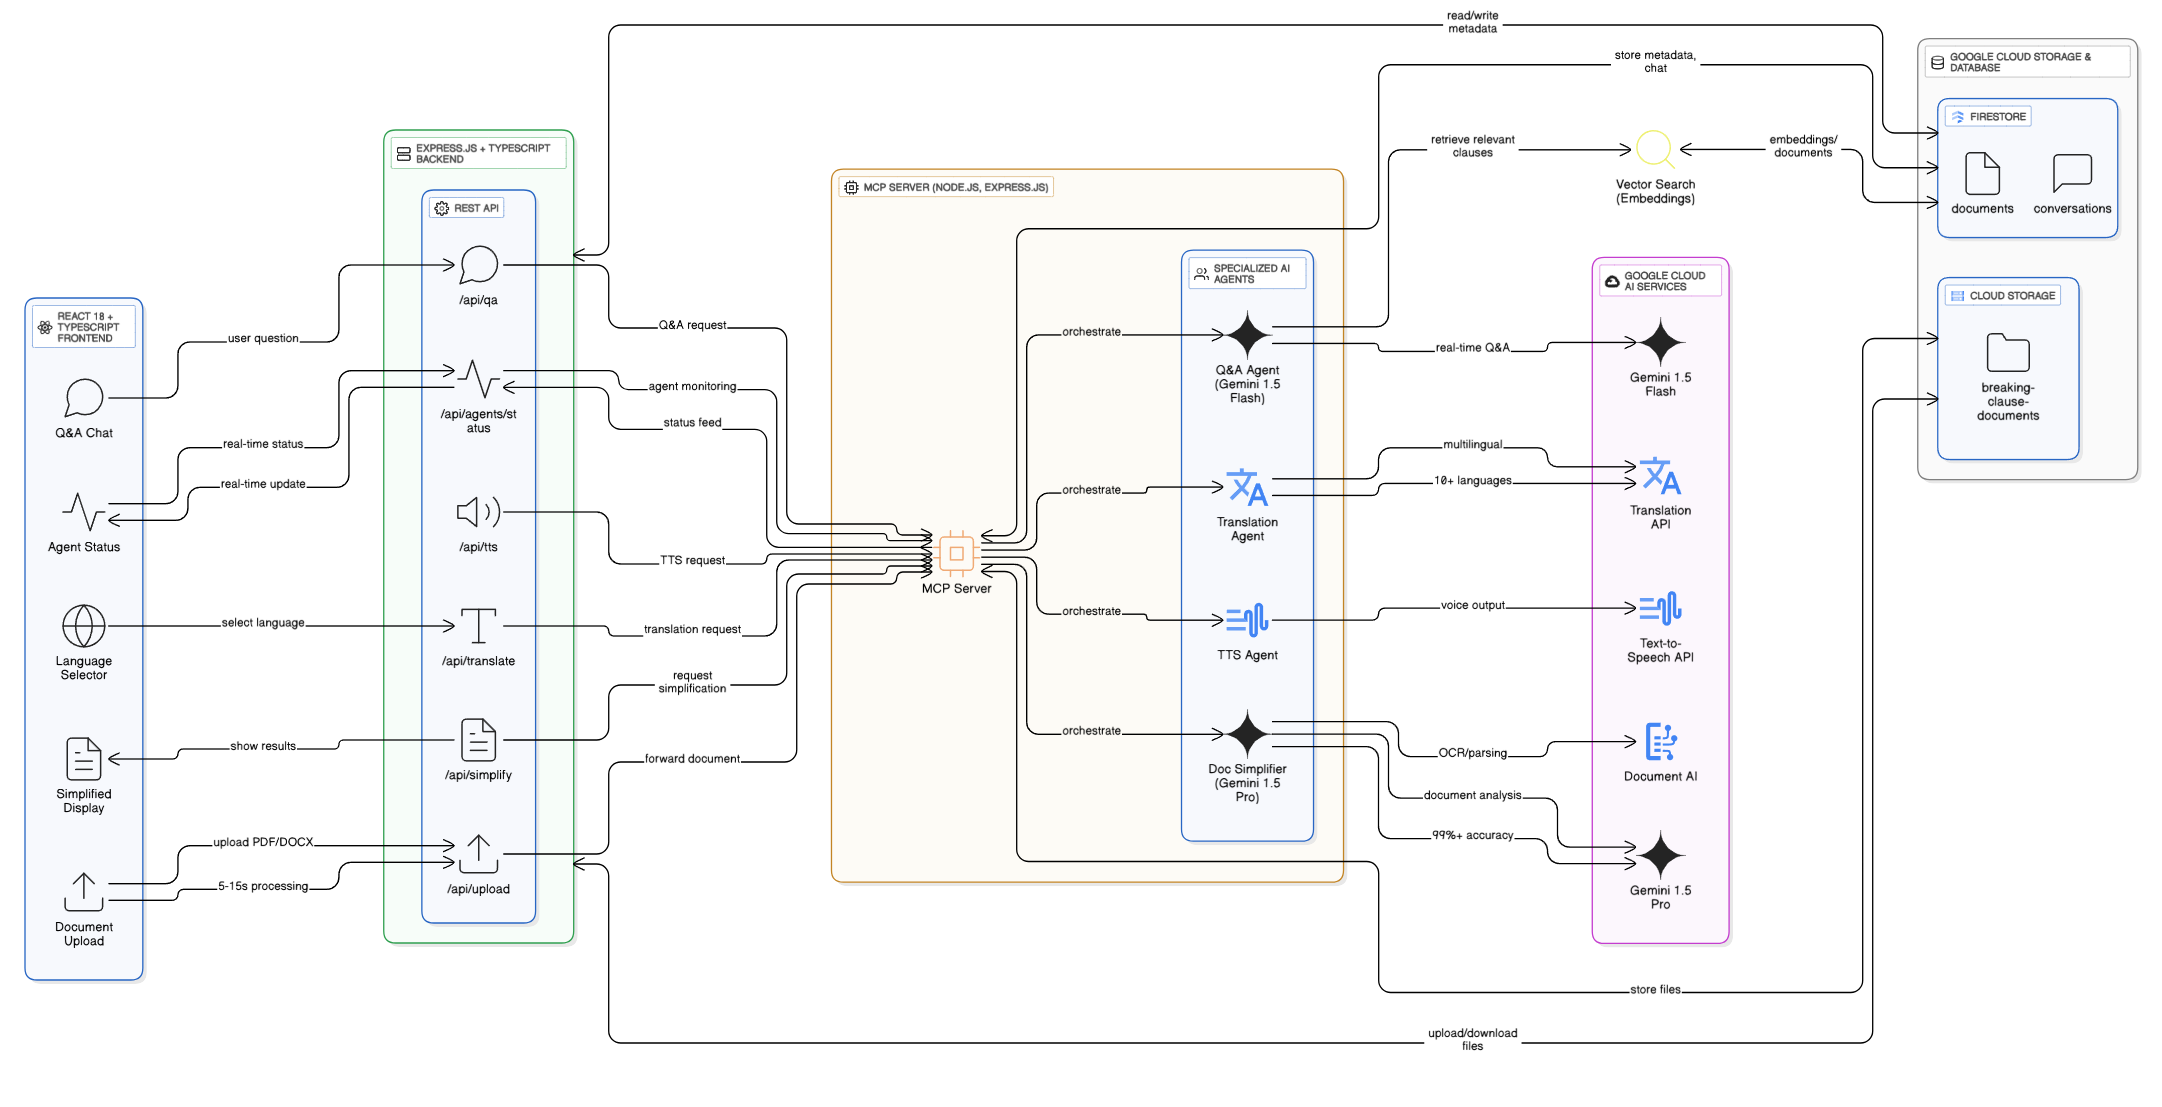 read/write
metadata
store metadata,
chat
GOOGLE CLOUD STORAGE &
DATABASE
FIRESTORE
documents
conversations
CLOUD STORAGE
breaking-
clause-
documents
retrieve relevant
clauses
Vector Search
(Embeddings)
embeddings/
documents
EXPRESS.JS + TYPESCRIPT
BACKEND
REST API
/api/qa
/api/agents/st
atus
/api/tts
/api/translate
/api/simplify
/api/upload
REACT 18 +
TYPESCRIPT
FRONTEND
Q&A Chat
Agent Status
Language
Selector
Simplified
Display
Document
Upload
user question
real-time status
real-time update
select language
show results
upload PDF/DOCX
5-15s processing
Q&A request
agent monitoring
status feed
TTS request
translation request
request
simplification
forward document
MCP SERVER (NODE.JS, EXPRESS.JS)
MCP Server
orchestrate
orchestrate
orchestrate
orchestrate
SPECIALIZED AI
AGENTS
Q&A Agent
(Gemini 1.5
Flash)
Translation
Agent
TTS Agent
Doc Simplifier
(Gemini 1.5
Pro)
real-time Q&A
multilingual
10+ languages
voice output
OCR/parsing
document analysis
99%+ accuracy
GOOGLE CLOUD
AI SERVICES
Gemini 1.5
Flash
Translation
API
Text-to-
Speech API
Document AI
Gemini 1.5
Pro
store files
upload/download
files